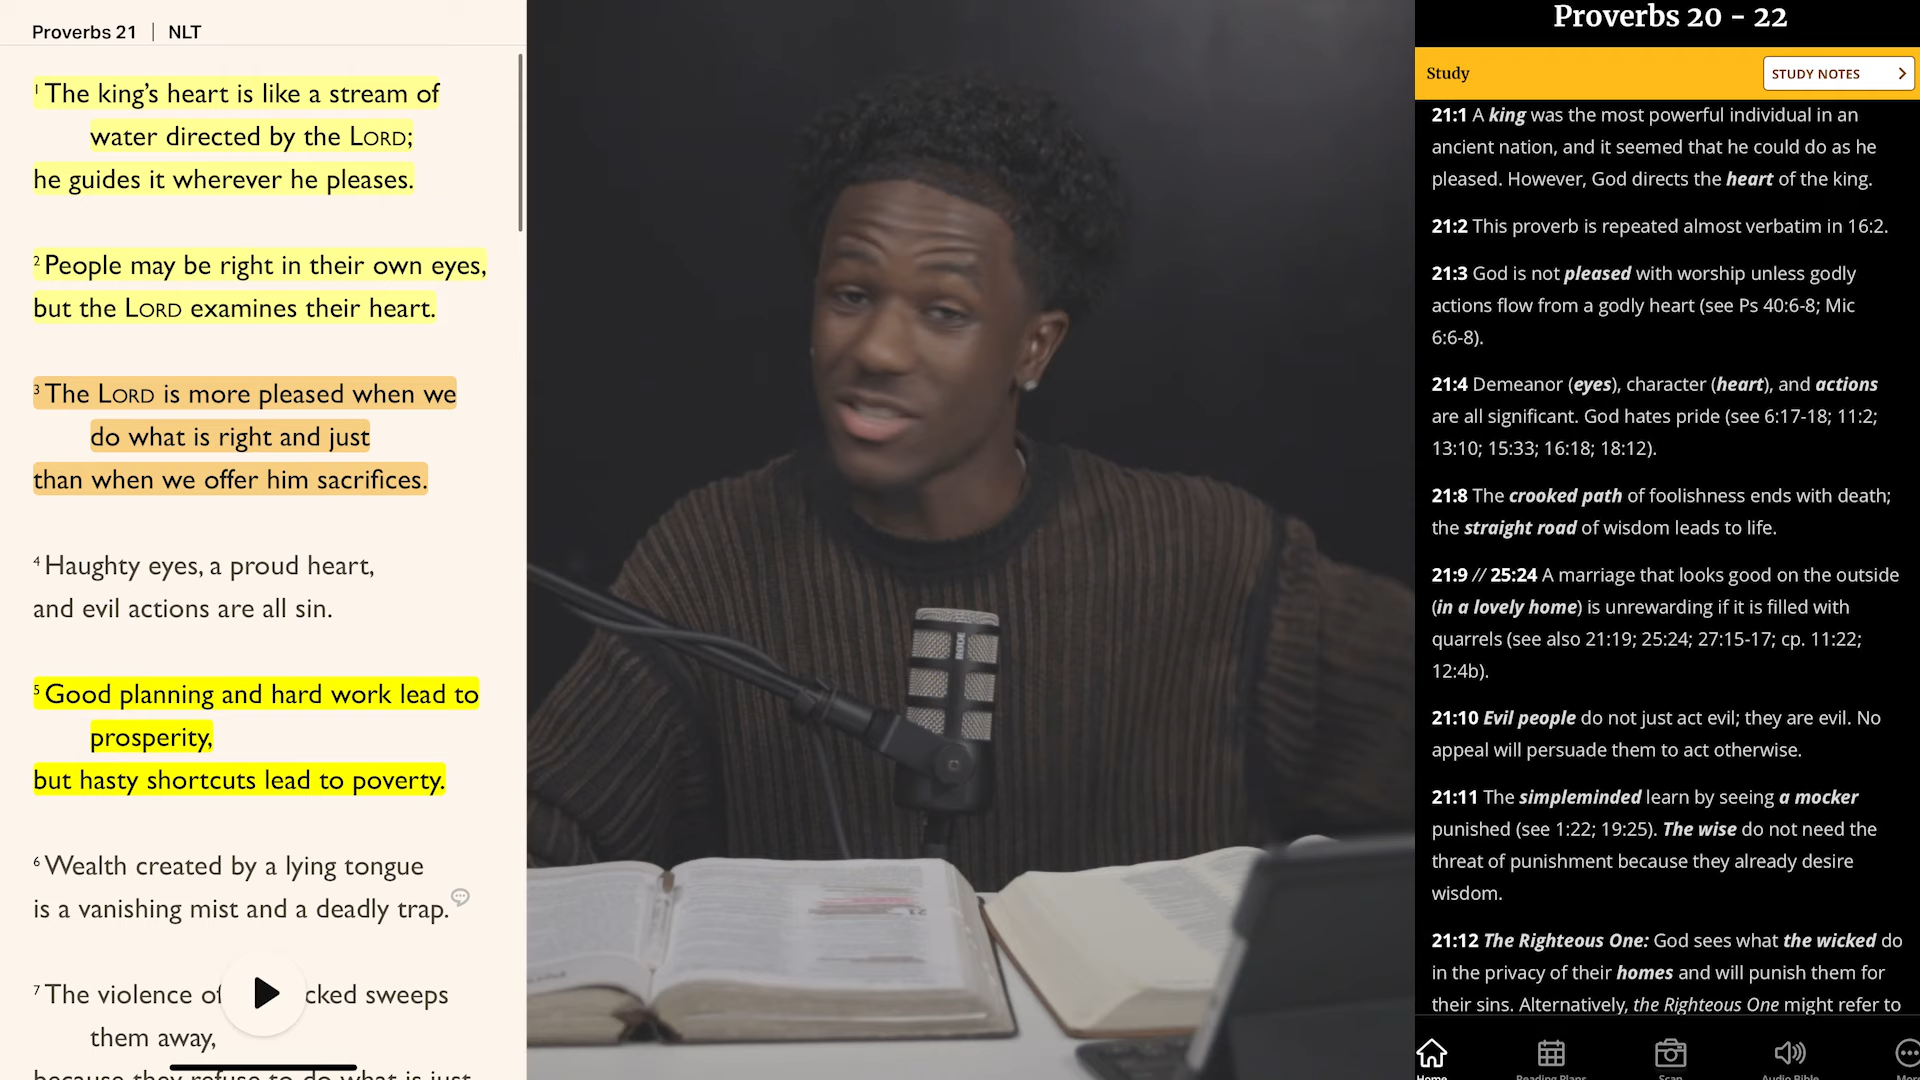 Proverbs 21 | NLT
1 The king's heart is like a stream of
water directed by the LORD;
he guides it wherever he pleases.
2 People may be right in their own eyes,
but the LORD examines their heart.
3 The LORD is more pleased when we
do what is right and just
than when we offer him sacrifices.
4 Haughty eyes, a proud heart,
and evil actions are all sin.
5 Good planning and hard work lead to
prosperity,
but hasty shortcuts lead to poverty.
6 Wealth created by a lying tongue
is a vanishing mist and a deadly trap.
7 The violence of cked sweeps
them away,
because they refuse to do what is just
RØDE
21
Proverbs 20 - 22
Study
STUDY NOTES
21:1 A king was the most powerful individual in an
ancient nation, and it seemed that he could do as he
pleased. However, God directs the heart of the king.
21:2 This proverb is repeated almost verbatim in 16:2.
21:3 God is not pleased with worship unless godly
actions flow from a godly heart (see Ps 40:6-8; Mic
6:6-8).
21:4 Demeanor (eyes), character (heart), and actions
are all significant. God hates pride (see 6:17-18; 11:2;
13:10; 15:33; 16:18; 18:12).
21:8 The crooked path of foolishness ends with death;
the straight road of wisdom leads to life.
21:9 // 25:24 A marriage that looks good on the outside
(in a lovely home) is unrewarding if it is filled with
quarrels (see also 21:19; 25:24; 27:15-17; cp. 11:22;
12:4b).
21:10 Evil people do not just act evil; they are evil. No
appeal will persuade them to act otherwise.
21:11 The simpleminded learn by seeing a mocker
punished (see 1:22; 19:25). The wise do not need the
threat of punishment because they already desire
wisdom.
21:12 The Righteous One: God sees what the wicked do
in the privacy of their homes and will punish them for
their sins. Alternatively, the Righteous One might refer to
Home
Reading Plans
Scan
Audio Bible
More